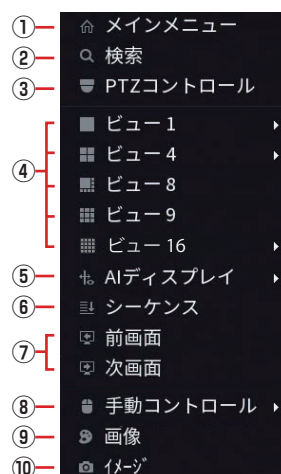 ① メインメニュー
② 検索
③ PTZコントロール
④ ビュー 1
ビュー 4
ビュー 8
ビュー 9
ビュー 16
⑤ AIディスプレイ
⑥ シーケンス
⑦ 前画面
次画面
⑧ 手動コントロール
⑨ 画像
⑩ イメージ